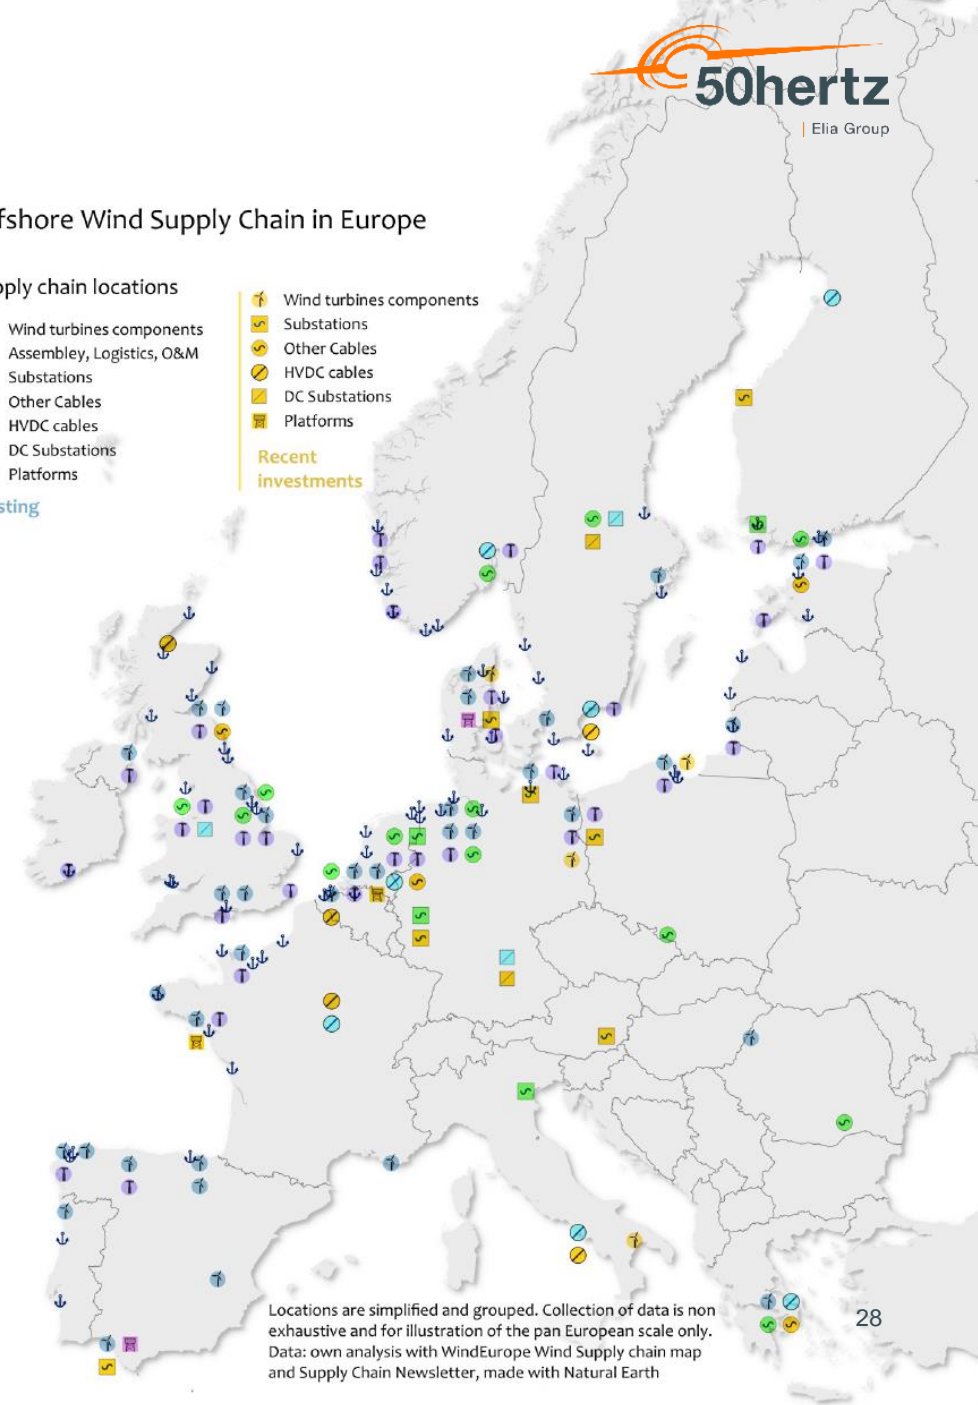 50hertz
| Elia Group
fshore Wind Supply Chain in Europe
pply chain locations
Wind turbines components
Assembley, Logistics, O&M
Substations
Other Cables
HVDC cables
DC Substations
Platforms
sting
Wind turbines components
Substations
Other Cables
HVDC cables
DC Substations
Platforms
Recent
investments
Locations are simplified and grouped. Collection of data is non
exhaustive and for illustration of the pan European scale only.
Data: own analysis with WindEurope Wind Supply chain map
and Supply Chain Newsletter, made with Natural Earth
28